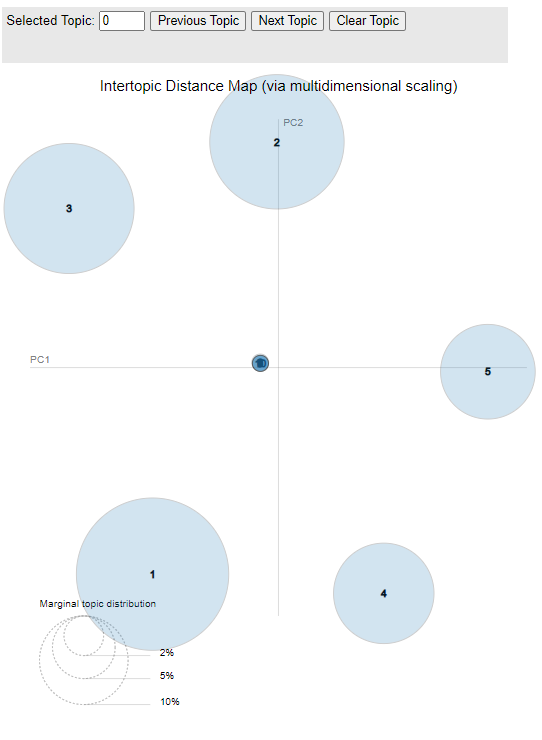 Selected Topic: 0 Previous Topic Next Topic Clear Topic
Intertopic Distance Map (via multidimensional scaling)
PC2
2
3
PC1
5
1
4
Marginal topic distribution
2%
5%
10%